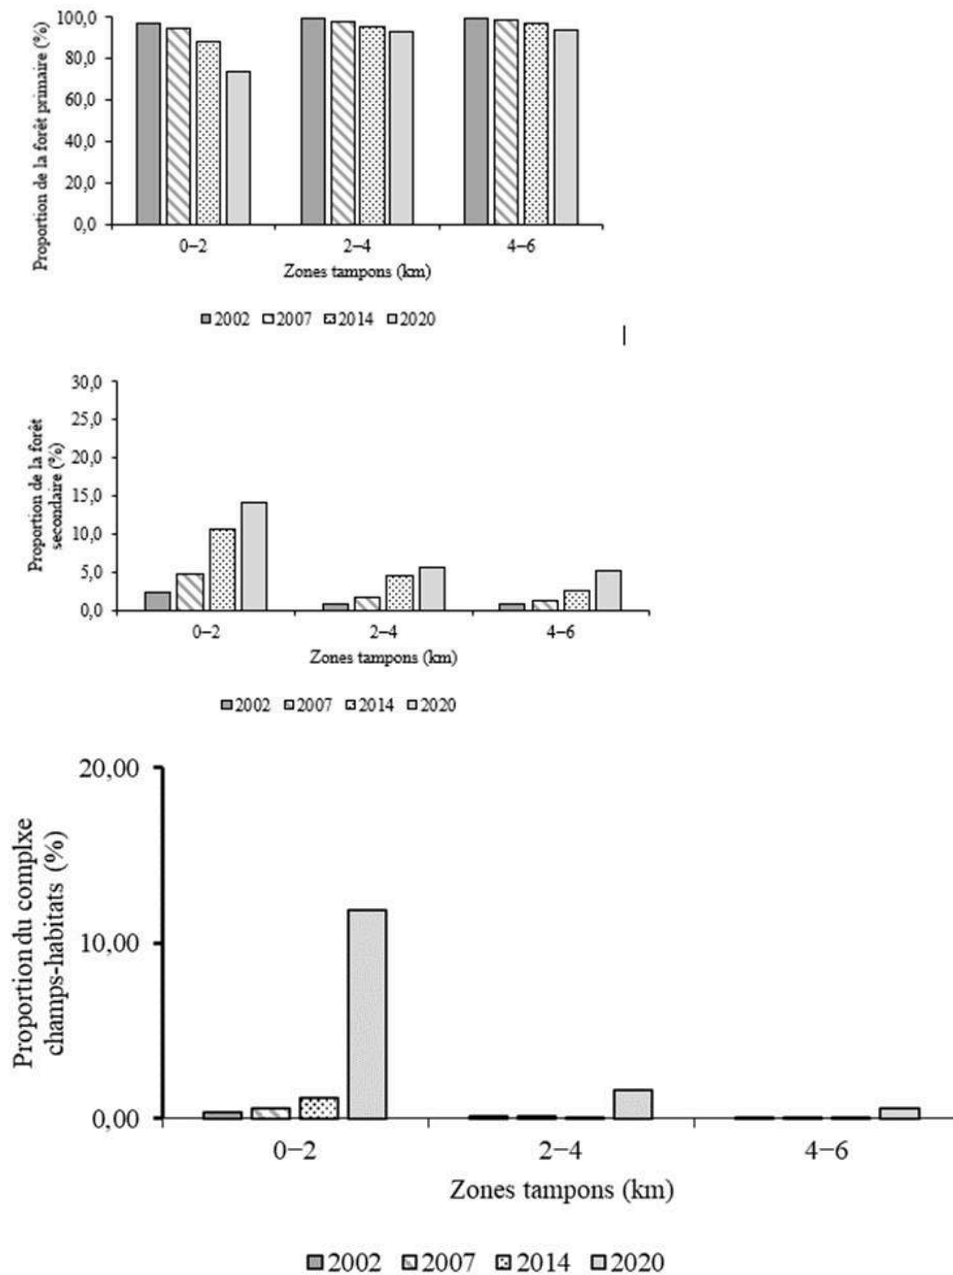 100,0
80,0
60,0
40,0
20,0
0,0
Proportion de la forêt primaire (%)
0–2 2–4 4–6
Zones tampons (km)
2002 2007 2014 2020
30,0
25,0
20,0
15,0
10,0
5,0
0,0
Proportion de la forêt
secondaire (%)
0–2 2–4 4–6
Zones tampons (km)
2002 2007 2014 2020
20,00
10,00
0,00
Proportion du complxe
champs-habitats (%)
0−2 2−4 4−6
Zones tampons (km)
2002 2007 2014 2020